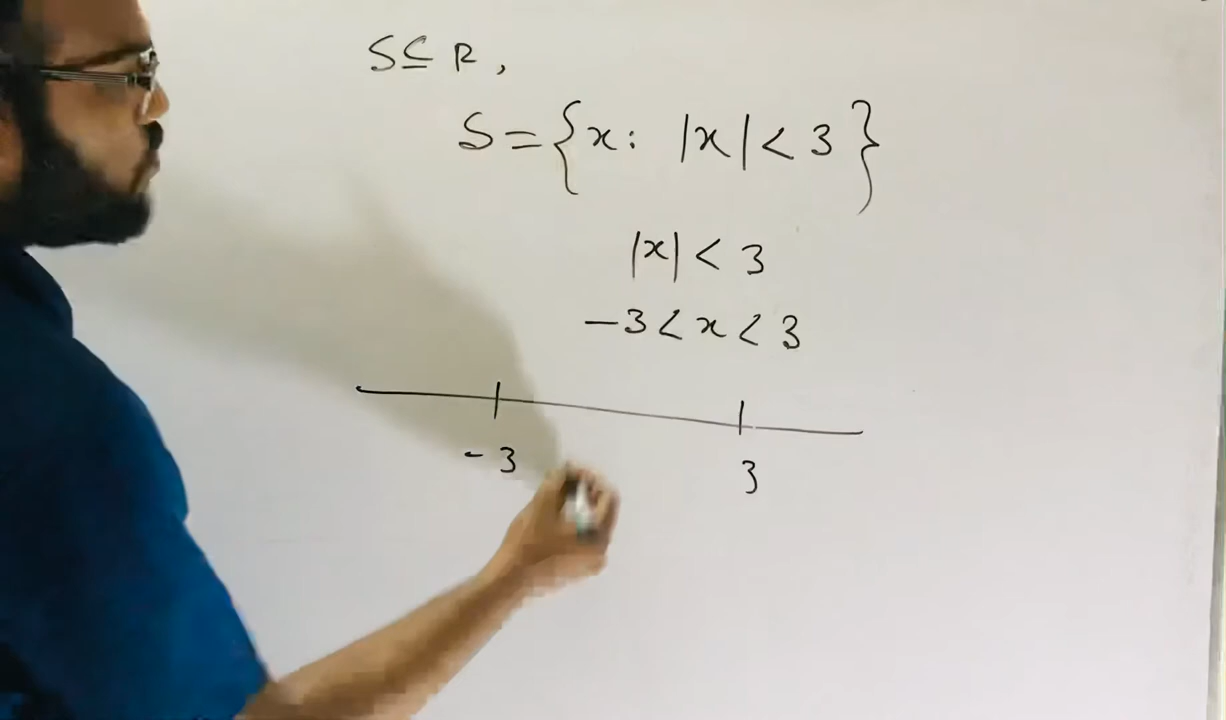 S⊆ R,
S={x: |x|<3}
|x| < 3
-3<x<3
-3 3